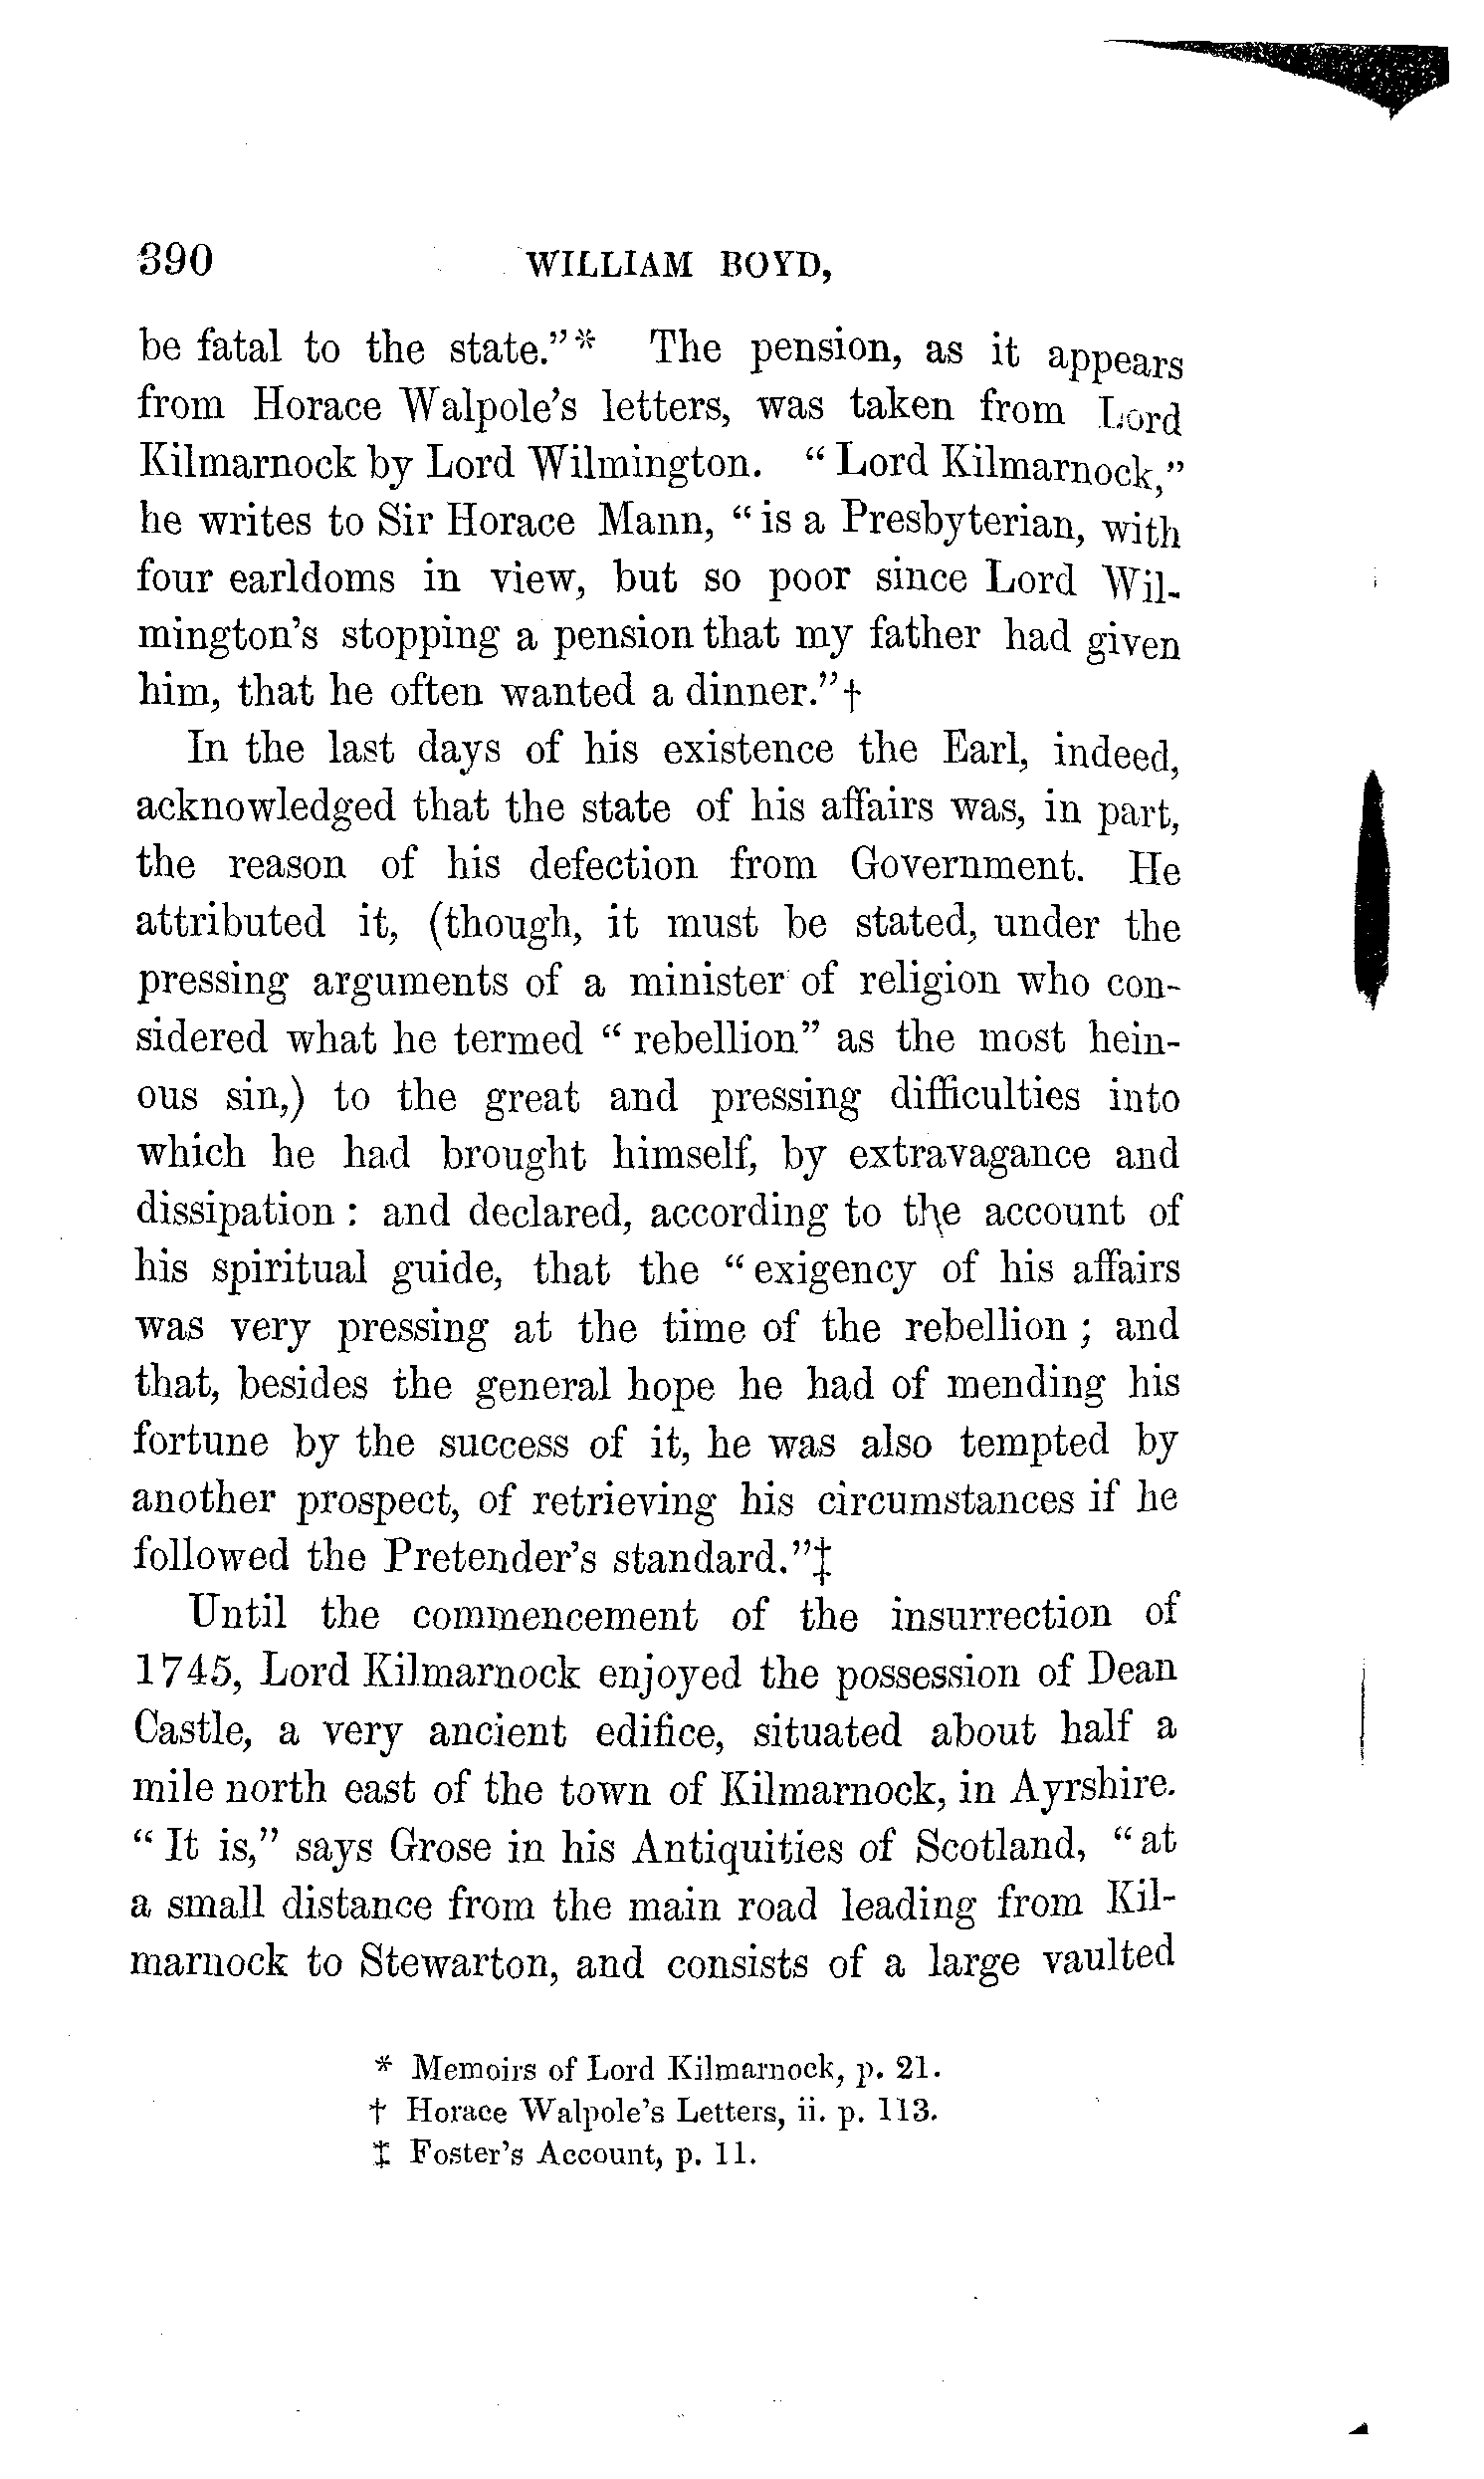 390 WILLIAM BOYD,
be fatal to the state."* The pension, as it appears
from Horace Walpole's letters, was taken from Lord
Kilmarnock by Lord Wilmington. "Lord Kilmarnock,"
he writes to Sir Horace Mann, "is a Presbyterian, with
four earldoms in view, but so poor since Lord Wil-
mington's stopping a pension that my father had given
him, that he often wanted a dinner."†
In the last days of his existence the Earl, indeed,
acknowledged that the state of his affairs was, in part,
the reason of his defection from Government. He
attributed it, (though, it must be stated, under the
pressing arguments of a minister of religion who con-
sidered what he termed "rebellion" as the most hein-
ous sin,) to the great and pressing difficulties into
which he had brought himself, by extravagance and
dissipation : and declared, according to the account of
his spiritual guide, that the "exigency of his affairs
was very pressing at the time of the rebellion ; and
that, besides the general hope he had of mending his
fortune by the success of it, he was also tempted by
another prospect, of retrieving his circumstances if he
followed the Pretender's standard."‡
Until the commencement of the insurrection of
1745, Lord Kilmarnock enjoyed the possession of Dean
Castle, a very ancient edifice, situated about half a
mile north east of the town of Kilmarnock, in Ayrshire.
"It is," says Grose in his Antiquities of Scotland, "at
a small distance from the main road leading from Kil-
marnock to Stewarton, and consists of a large vaulted
* Memoirs of Lord Kilmarnock, p. 21.
† Horace Walpole's Letters, ii. p. 113.
‡ Foster's Account, p. 11.